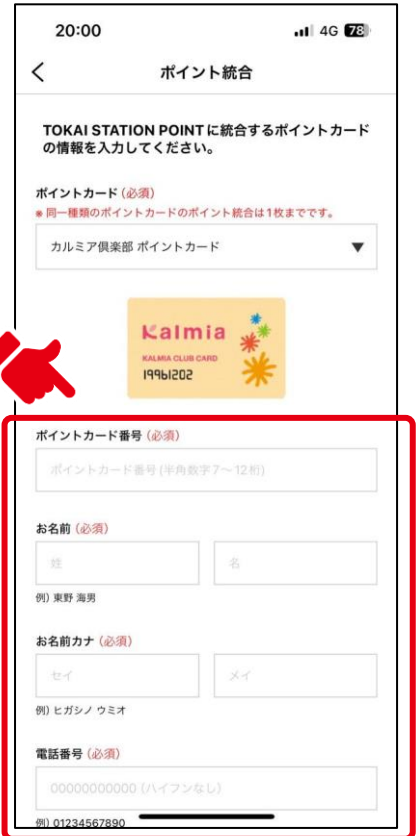 20:00
4G 78
ポイント統合
TOKAI STATION POINTに統合するポイントカード
の情報を入力してください。
ポイントカード (必須)
※同一種類のポイントカードのポイント統合は1枚までです。
カルミア倶楽部 ポイントカード
Kalmia
KALMIA CLUB CARD
19961202
ポイントカード番号 (必須)
ポイントカード番号(半角数字7〜12桁)
お名前 (必須)
姓 名
例) 東野 海男
お名前カナ (必須)
セイ メイ
例) ヒガシノ ウミオ
電話番号 (必須)
00000000000 (ハイフンなし)
例) 01234567890